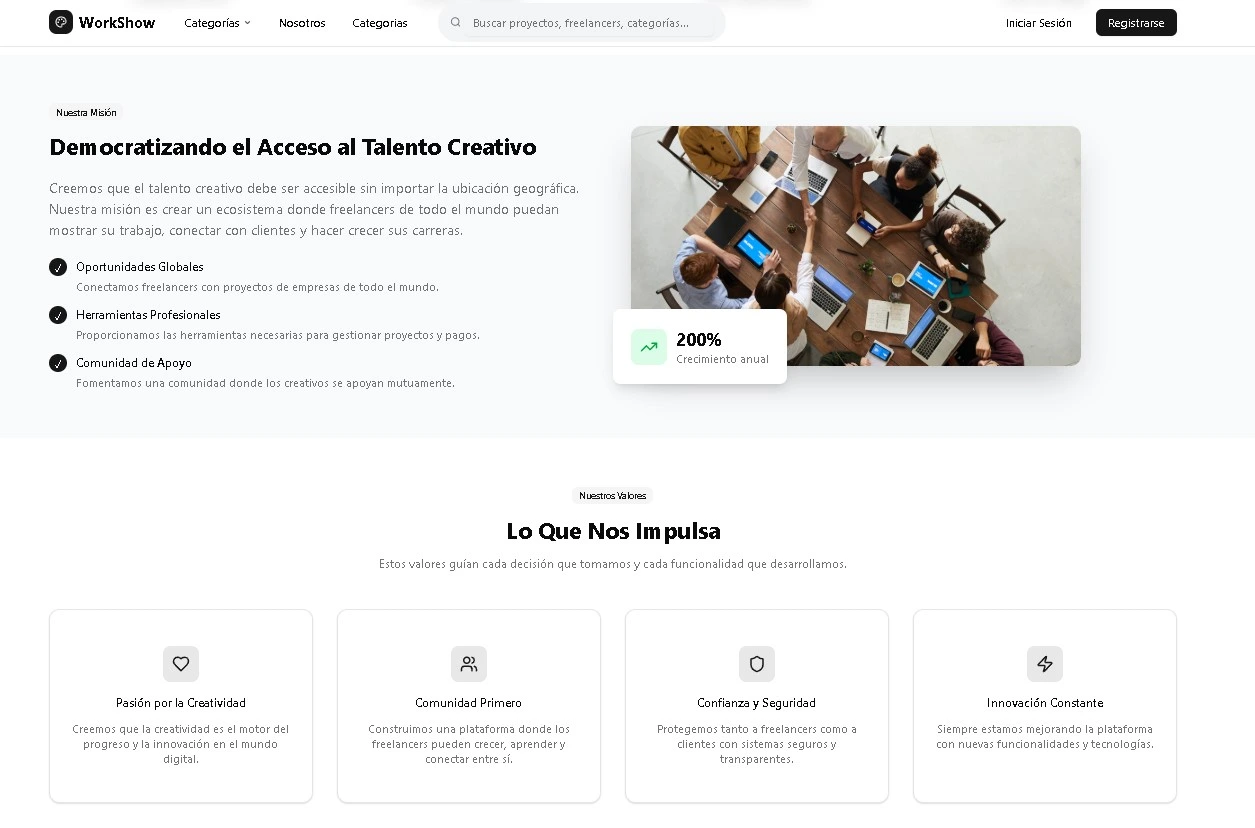 WorkShow
Categorías
Nosotros
Categorias
Buscar proyectos, freelancers, categorías...
Iniciar Sesión
Registrarse
Nuestra Misión
Democratizando el Acceso al Talento Creativo
Creemos que el talento creativo debe ser accesible sin importar la ubicación geográfica.
Nuestra misión es crear un ecosistema donde freelancers de todo el mundo puedan
mostrar su trabajo, conectar con clientes y hacer crecer sus carreras.
Oportunidades Globales
Conectamos freelancers con proyectos de empresas de todo el mundo.
Herramientas Profesionales
Proporcionamos las herramientas necesarias para gestionar proyectos y pagos.
Comunidad de Apoyo
Fomentamos una comunidad donde los creativos se apoyan mutuamente.
200%
Crecimiento anual
Nuestros Valores
Lo Que Nos Impulsa
Estos valores guían cada decisión que tomamos y cada funcionalidad que desarrollamos.
Pasión por la Creatividad
Creemos que la creatividad es el motor del
progreso y la innovación en el mundo
digital.
Comunidad Primero
Construimos una plataforma donde los
freelancers pueden crecer, aprender y
conectar entre sí.
Confianza y Seguridad
Protegemos tanto a freelancers como a
clientes con sistemas seguros y
transparentes.
Innovación Constante
Siempre estamos mejorando la plataforma
con nuevas funcionalidades y tecnologías.